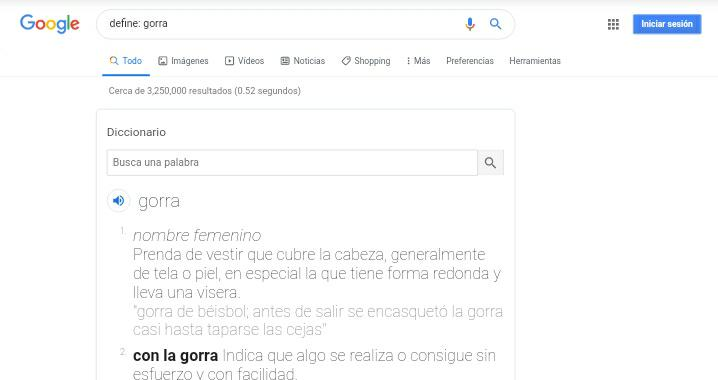 Google
define: gorra
Iniciar sesión
Todo Imágenes Vídeos Noticias Shopping Más Preferencias Herramientas
Cerca de 3,250,000 resultados (0.52 segundos)
Diccionario
Busca una palabra
gorra
1. nombre femenino
Prenda de vestir que cubre la cabeza, generalmente
de tela o piel, en especial la que tiene forma redonda y
lleva una visera.
"gorra de béisbol; antes de salir se encasquetó la gorra
casi hasta taparse las cejas"
2. con la gorra Indica que algo se realiza o consigue sin
esfuerzo y con facilidad.